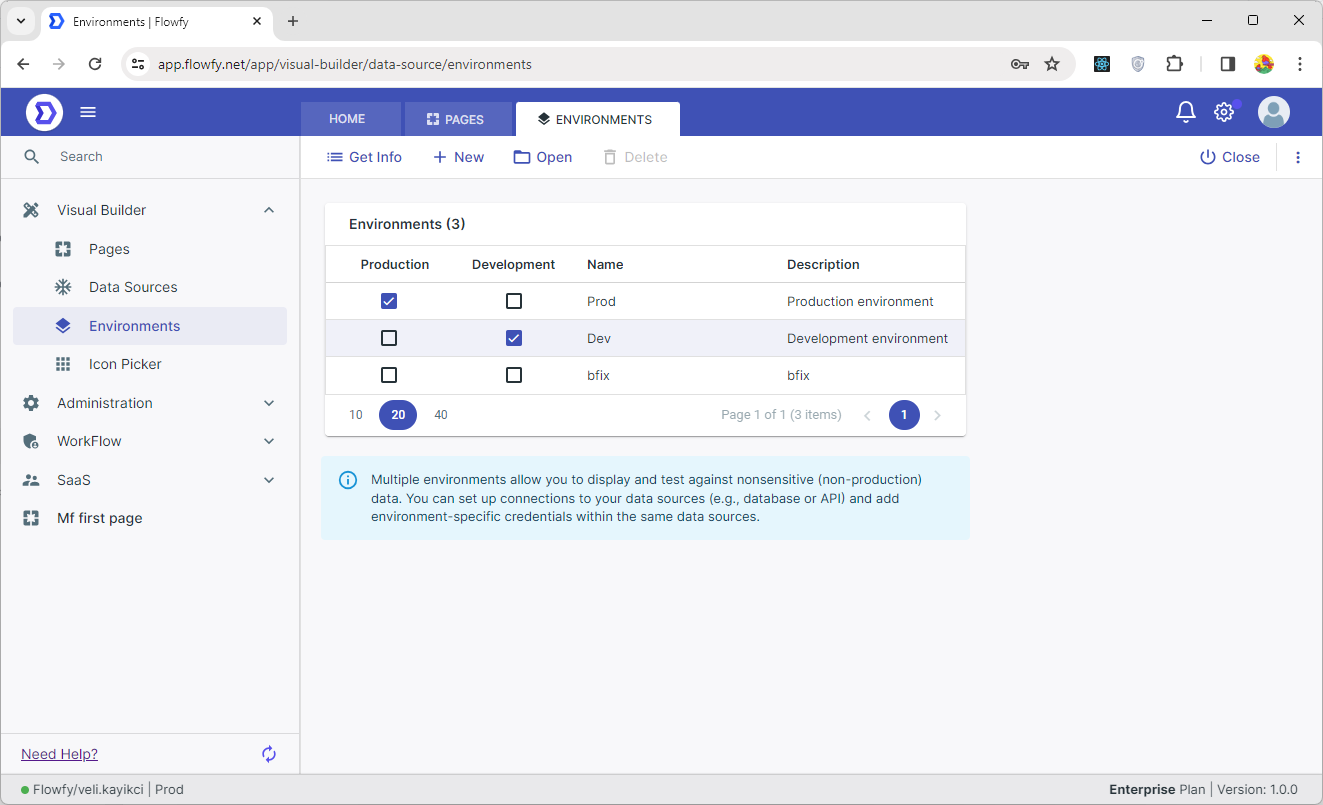 Environments | Flowfy
app.flowfy.net/app/visual-builder/data-source/environments
HOME
PAGES
ENVIRONMENTS
Search
Get Info
New
Open
Delete
Close
Visual Builder
Pages
Data Sources
Environments
Icon Picker
Administration
WorkFlow
SaaS
Mf first page
Environments (3)
Production Development Name Description
Prod Production environment
Dev Development environment
bfix bfix
10 20 40 Page 1 of 1 (3 items) 1
Multiple environments allow you to display and test against nonsensitive (non-production)
data. You can set up connections to your data sources (e.g., database or API) and add
environment-specific credentials within the same data sources.
Need Help?
Flowfy/veli.kayikci | Prod
Enterprise Plan | Version: 1.0.0